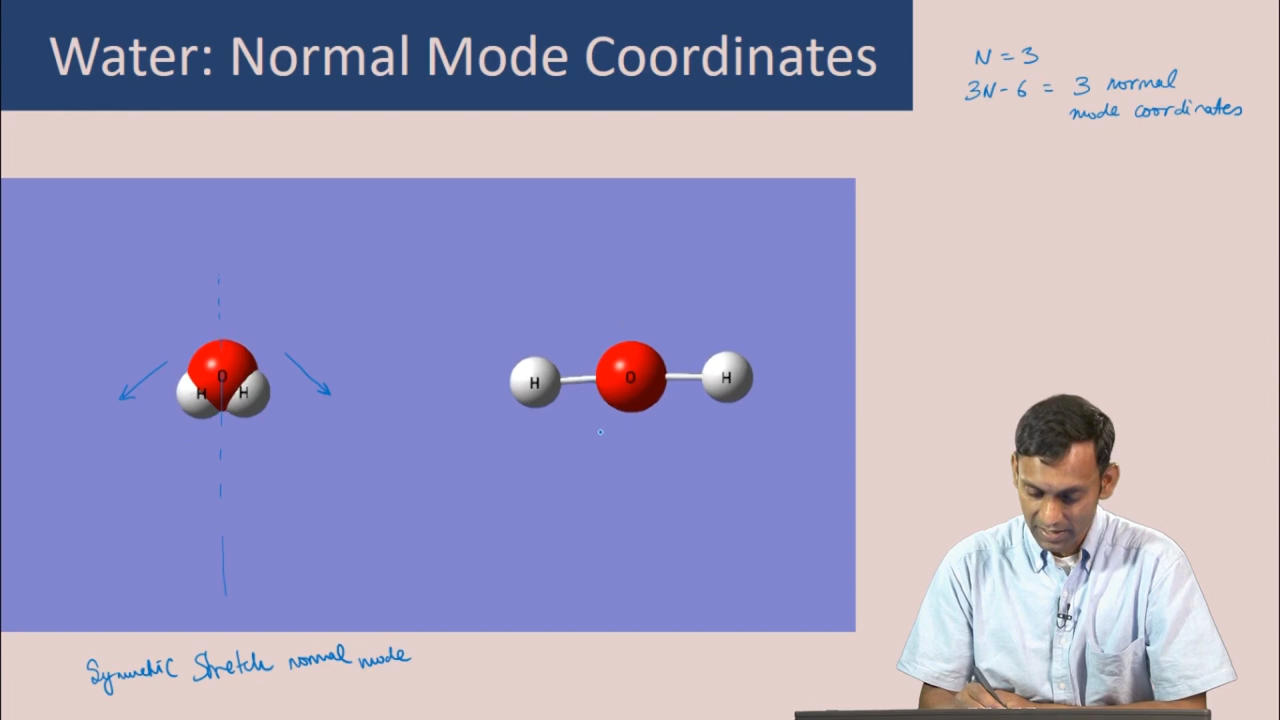 Water: Normal Mode Coordinates
N = 3
3N - 6 = 3 normal
mode coordinates
O
H H
H O H
Symmetric Stretch normal mode